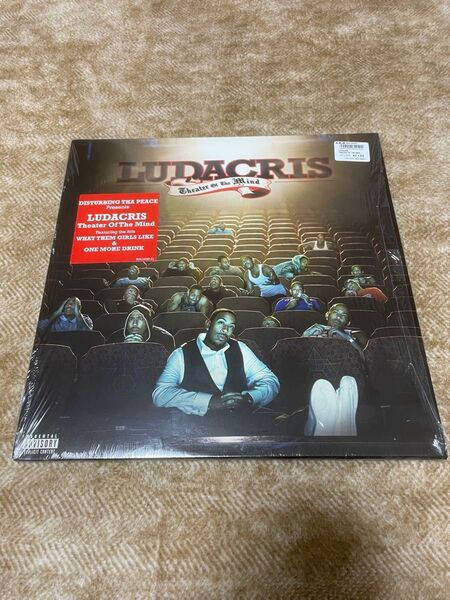 LUDACRIS
Theater Of The Mind
DISTURBING THA PEACE
Presents
LUDACRIS
Theater Of The Mind
Featuring the hits
WHAT THEM GIRLS LIKE
&
ONE MORE DRINK
PARENTAL
ADVISORY
EXPLICIT CONTENT